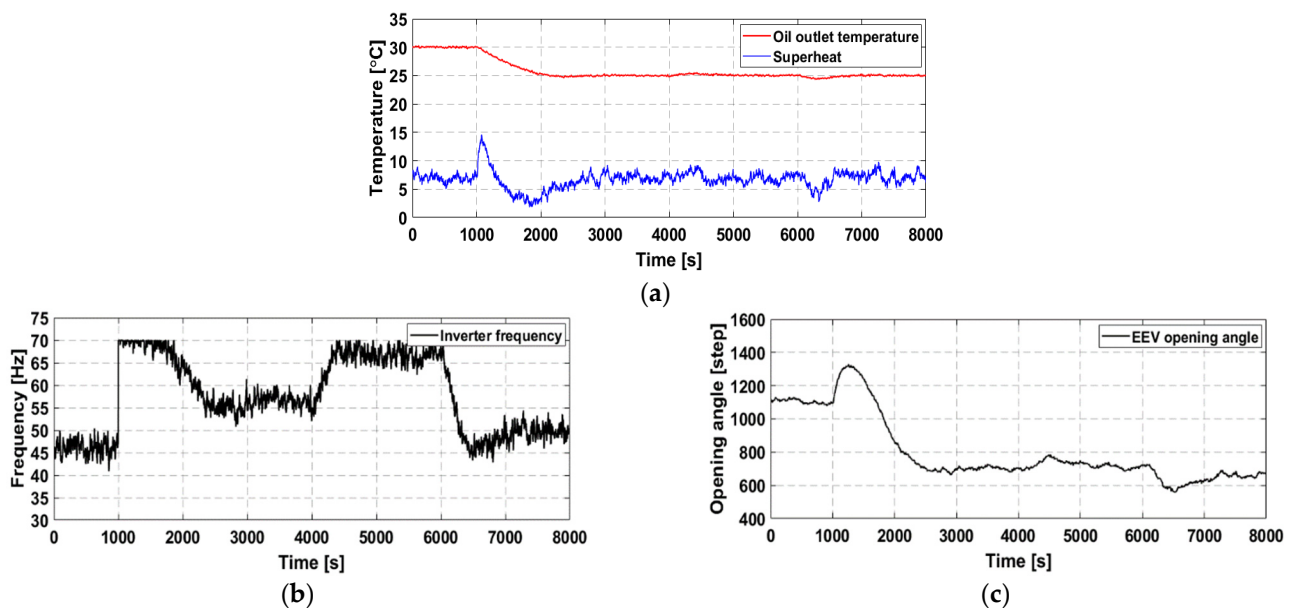 35
30
25
20
15
10
5
0
Temperature [°C]
Oil outlet temperature
Superheat
0 1000 2000 3000 4000 5000 6000 7000 8000
Time [s]
(a)
75
70
65
60
55
50
45
40
35
30
Frequency [Hz]
Inverter frequency
0 1000 2000 3000 4000 5000 6000 7000 8000
Time [s]
(b)
1600
1400
1200
1000
800
600
400
Opening angle [step]
EEV opening angle
0 1000 2000 3000 4000 5000 6000 7000 8000
Time [s]
(c)